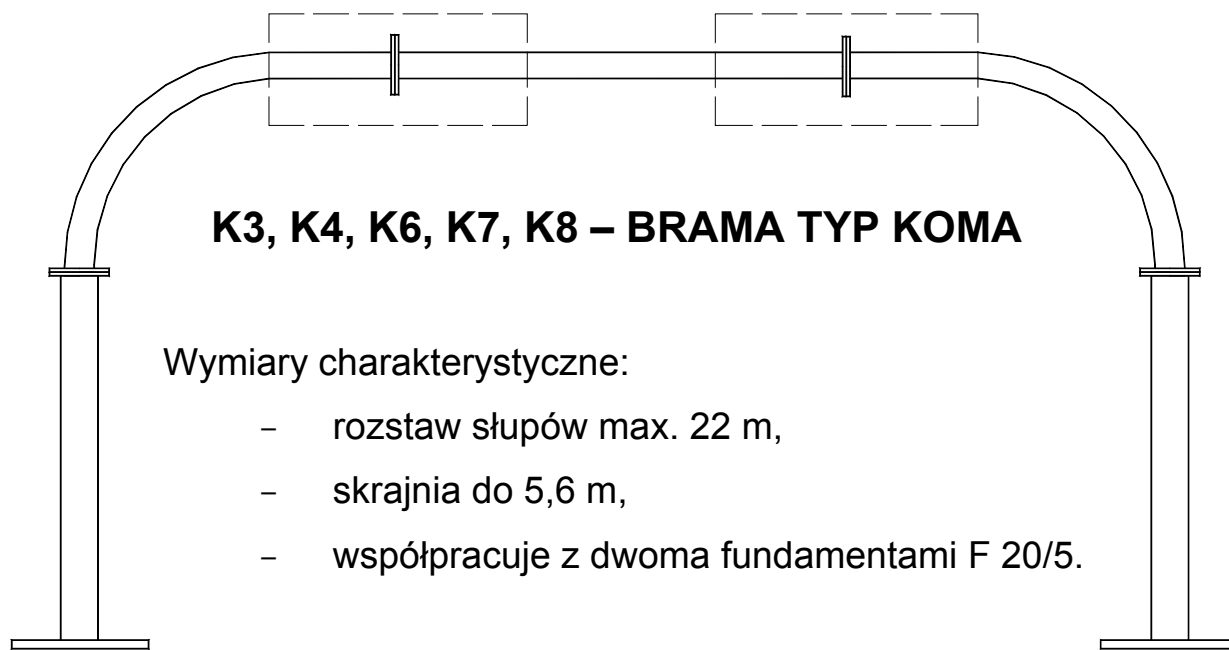 K3, K4, K6, K7, K8 – BRAMA TYP KOMA
Wymiary charakterystyczne:
– rozstaw słupów max. 22 m,
– skrajnia do 5,6 m,
– współpracuje z dwoma fundamentami F 20/5.